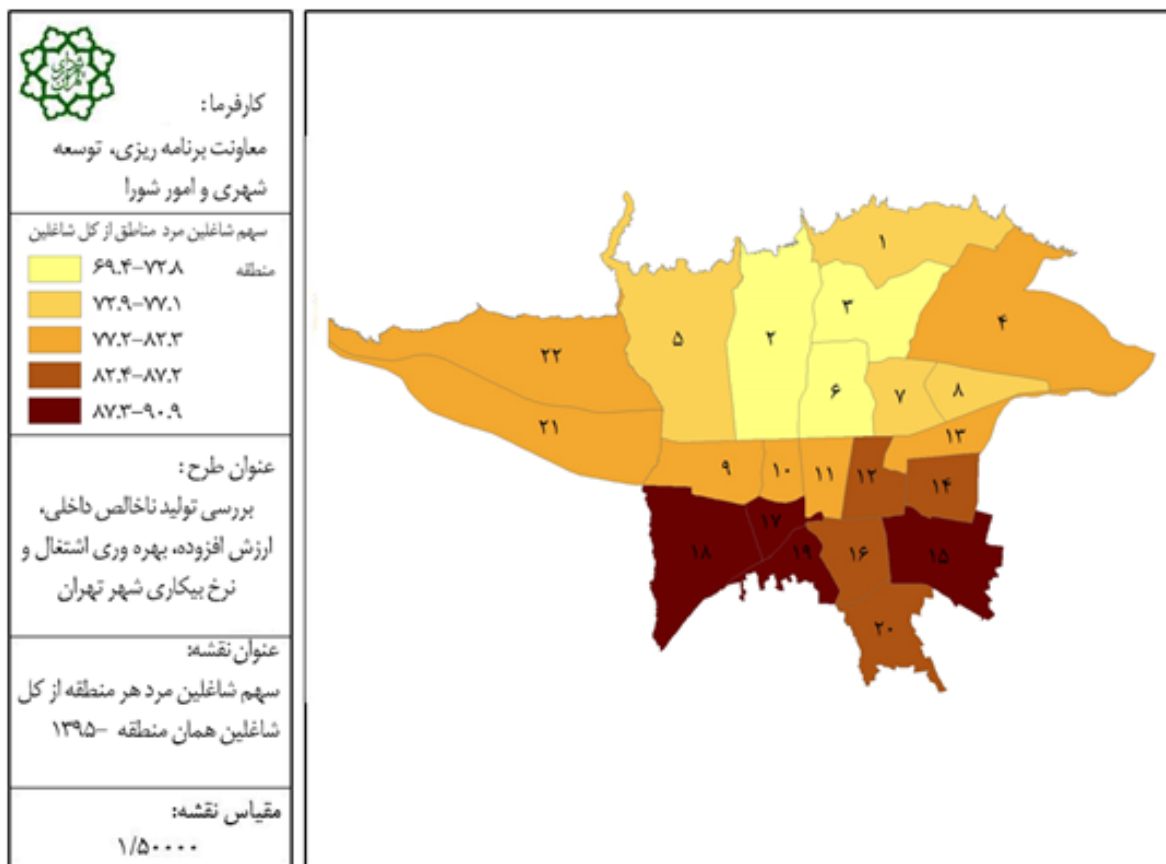 شهرداری تهران
کارفرما:
معاونت برنامه ریزی، توسعه
شهری و امور شورا
سهم شاغلین مرد مناطق از کل شاغلین
منطقه
۶۹.۴-۷۲.۸
۷۲.۹-۷۷.۱
۷۷.۲-۸۲.۳
۸۲.۴-۸۷.۲
۸۷.۳-۹۰.۹
عنوان طرح:
بررسی تولید ناخالص داخلی،
ارزش افزوده، بهره وری اشتغال و
نرخ بیکاری شهر تهران
عنوان نقشه:
سهم شاغلین مرد هر منطقه از کل
شاغلین همان منطقه -۱۳۹۵
مقیاس نقشه:
۱/۵۰۰۰۰
۱
۳
۴
۲
۵
۲۲
۶
۷
۸
۲۱
۱۳
۹
۱۰
۱۱
۱۲
۱۴
۱۷
۱۸
۱۹
۱۶
۱۵
۲۰